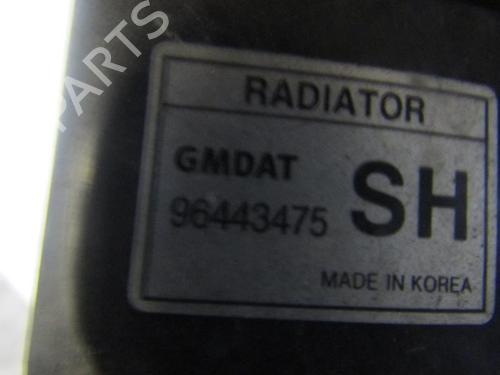 RADIATOR
GMDAT
96443475
SH
MADE IN KOREA
PARTS